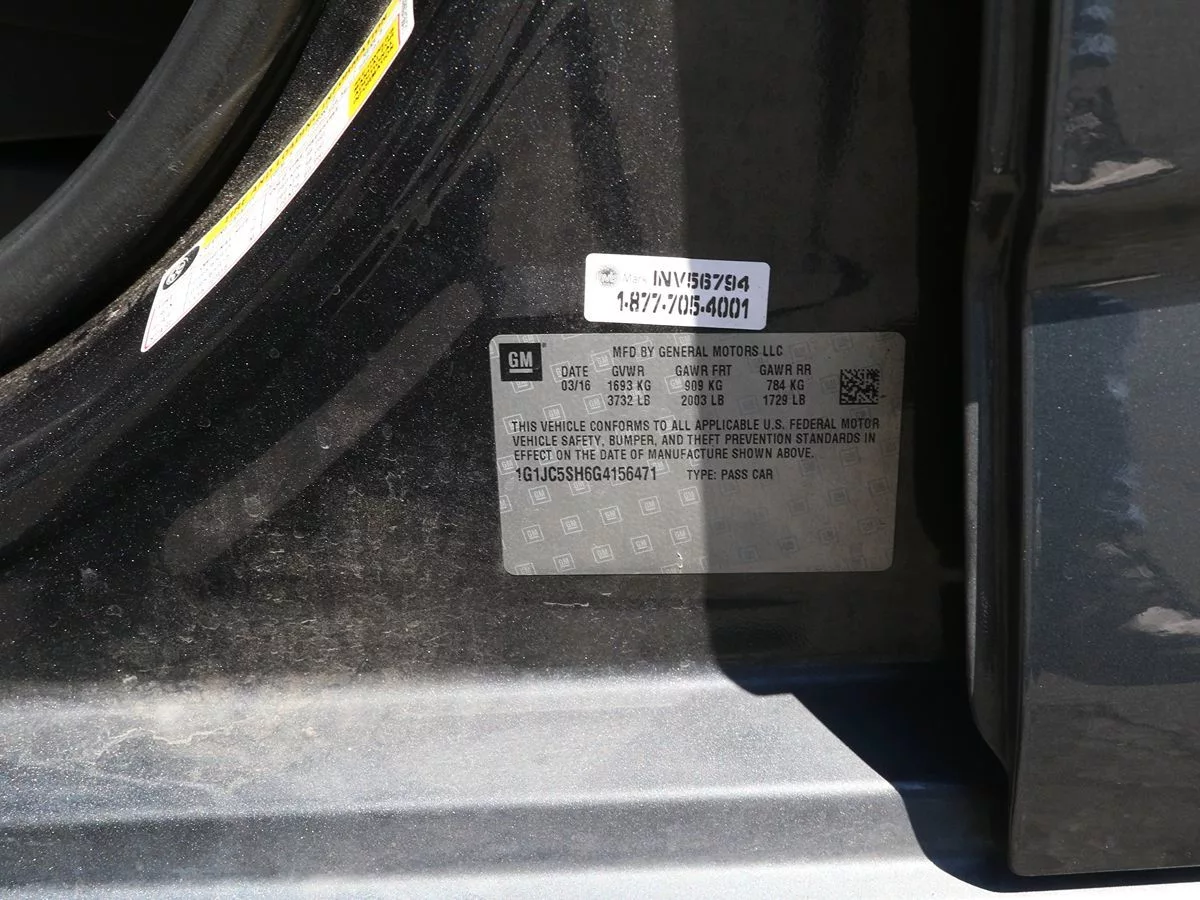 Mark INV56794
1-877-705-4001
GM
MFD BY GENERAL MOTORS LLC
DATE GVWR GAWR FRT GAWR RR
03/16 1693 KG 909 KG 784 KG
3732 LB 2003 LB 1729 LB
THIS VEHICLE CONFORMS TO ALL APPLICABLE U.S. FEDERAL MOTOR
VEHICLE SAFETY, BUMPER, AND THEFT PREVENTION STANDARDS IN
EFFECT ON THE DATE OF MANUFACTURE SHOWN ABOVE.
1G1JC5SH6G4156471 TYPE: PASS CAR